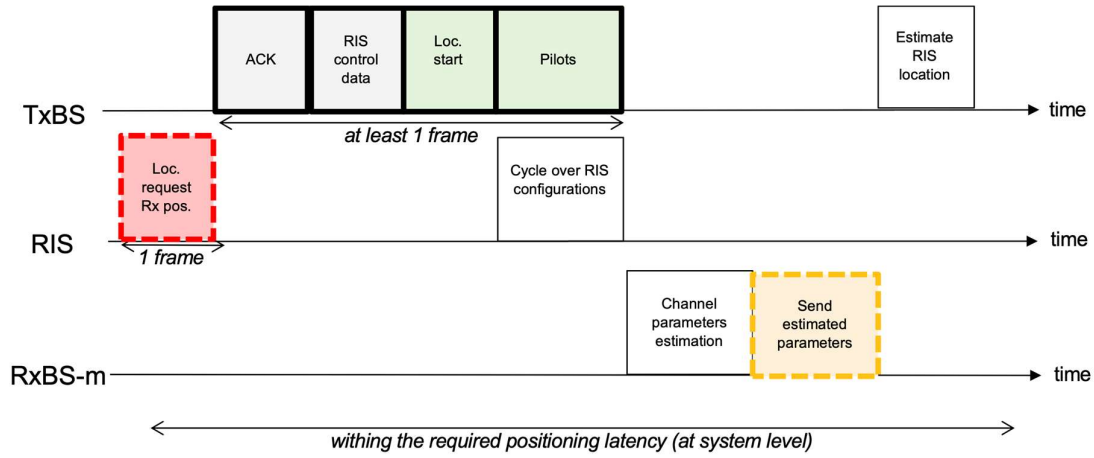 ACK
RIS
control
data
Loc.
start
Pilots
Estimate
RIS
location
TxBS
time
at least 1 frame
Loc.
request
Rx pos.
Cycle over RIS
configurations
RIS
time
1 frame
Channel
parameters
estimation
Send
estimated
parameters
RxBS-m
time
withing the required positioning latency (at system level)